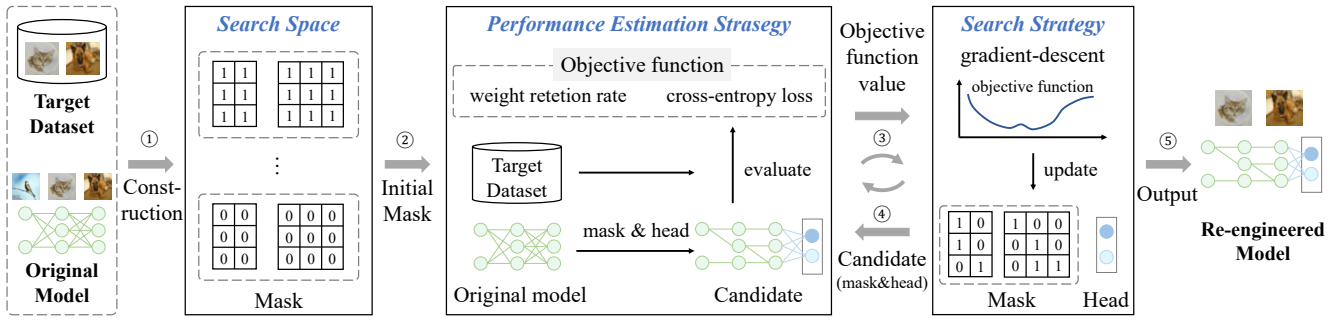 Target
Dataset
Original
Model
①
Const-
ruction
Search Space
1 1
1 1
1 1
1 1 1
1 1 1
1 1 1
⋮
0 0
0 0
0 0
0 0 0
0 0 0
0 0 0
Mask
②
Initial
Mask
Performance Estimation Strasegy
Objective function
weight retetion rate
cross-entropy loss
Target
Dataset
evaluate
mask & head
Original model
Candidate
Objective
function
value
③
④
Candidate
(mask&head)
Search Strategy
gradient-descent
objective function
update
1 0
1 0
0 1
1 0 0
0 1 0
0 1 1
Mask
Head
⑤
Output
Re-engineered
Model